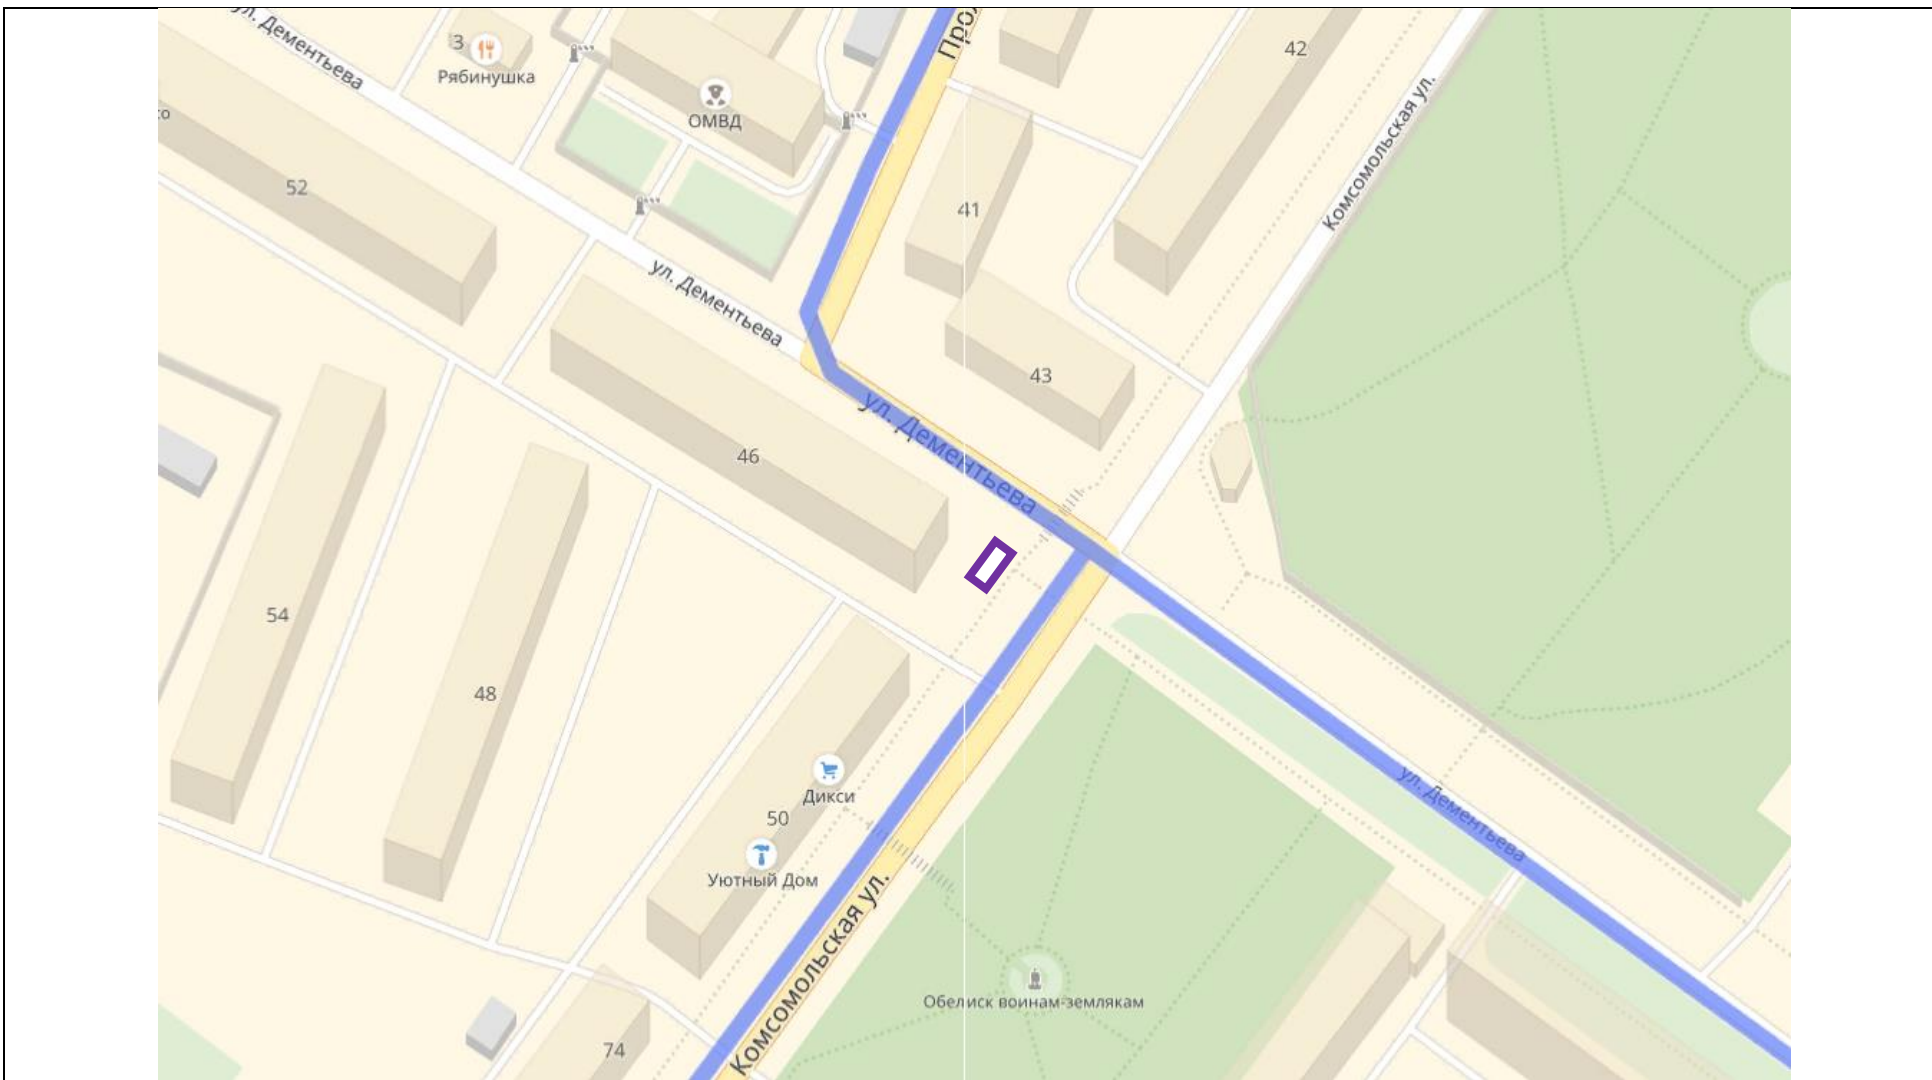 ул. Дементьева
3
Рябинушка
42
ОМВД
Комсомольская ул.
52
41
ул. Дементьева
43
ул. Дементьева
46
54
48
Дикси
50
ул. Дементьева
Уютный Дом
Комсомольская ул.
Обелиск воинам-землякам
74